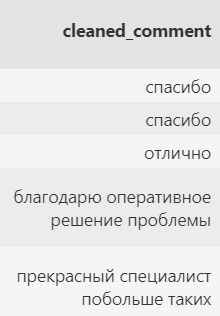 cleaned_comment
спасибо
спасибо
отлично
благодарю оперативное
решение проблемы
прекрасный специалист
побольше таких